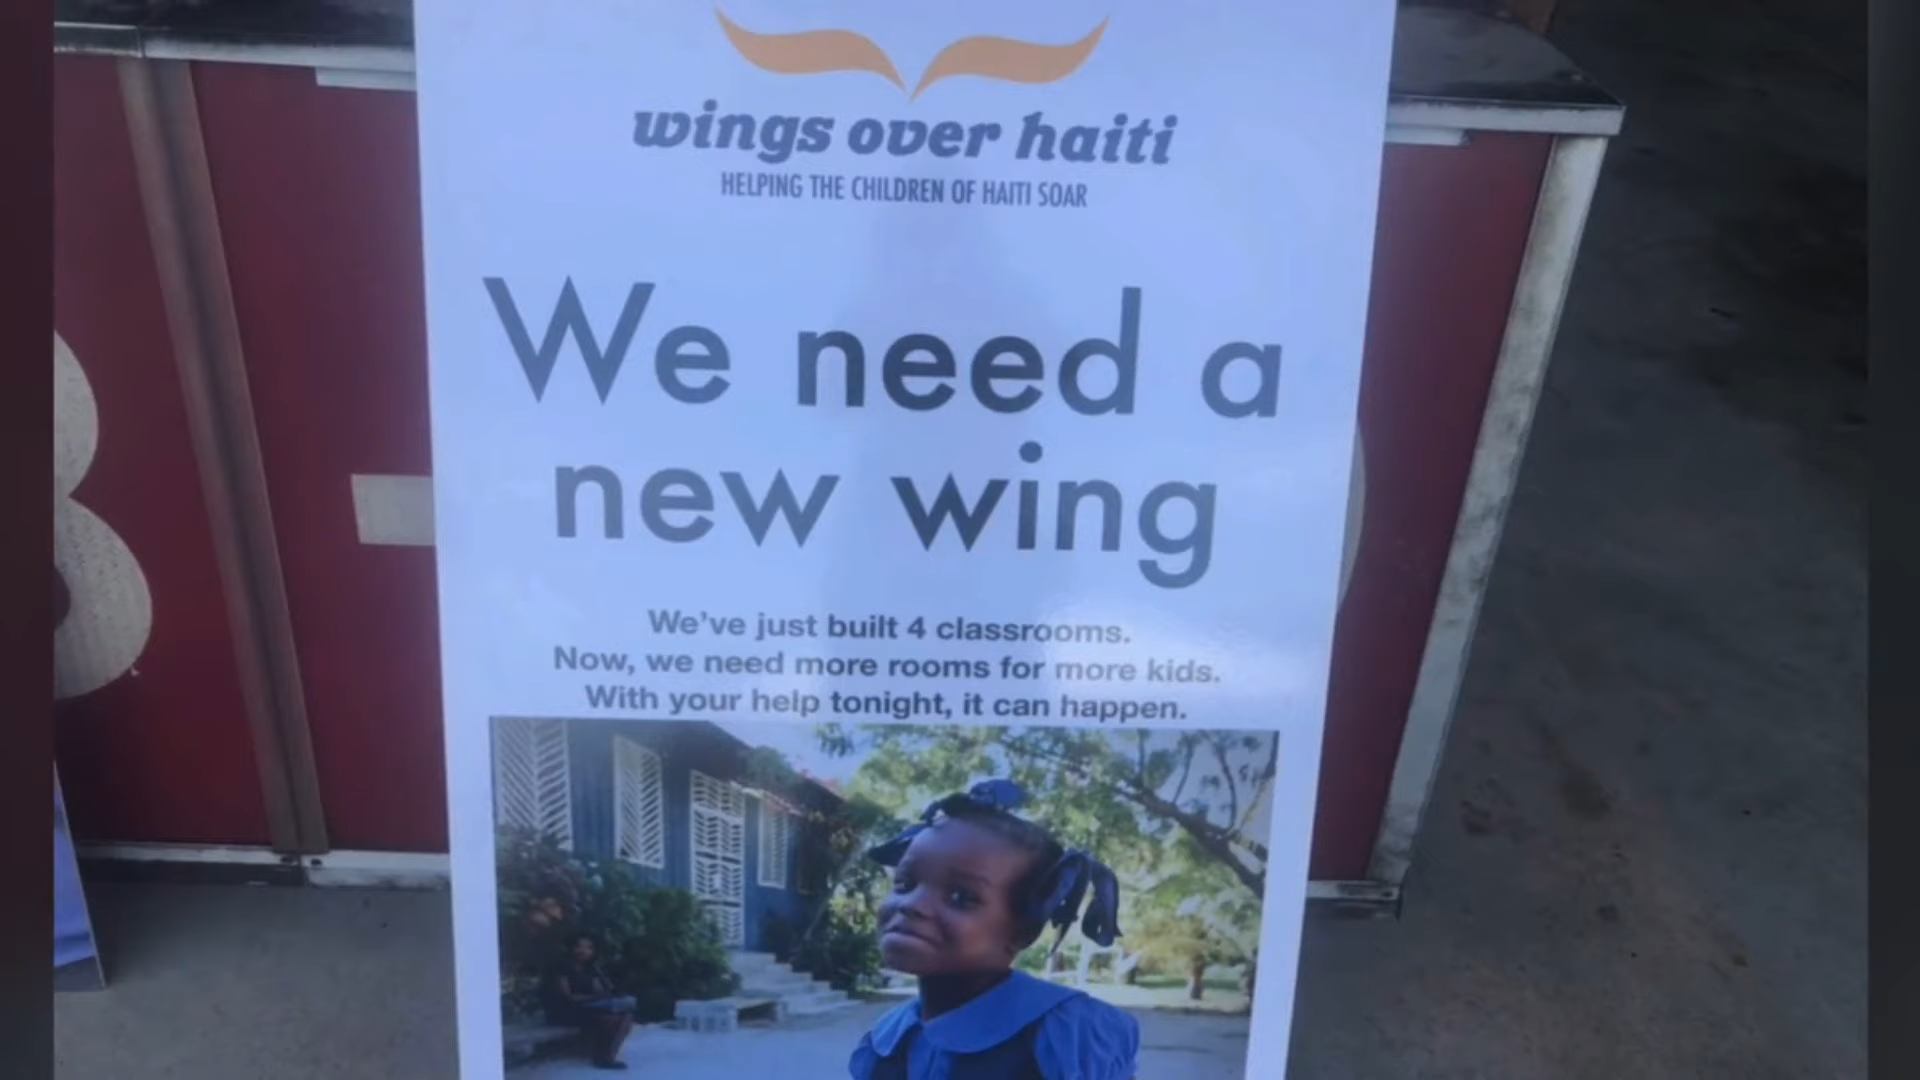 wings over haiti
HELPING THE CHILDREN OF HAITI SOAR
We need a
new wing
We've just built 4 classrooms.
Now, we need more rooms for more kids.
With your help tonight, it can happen.